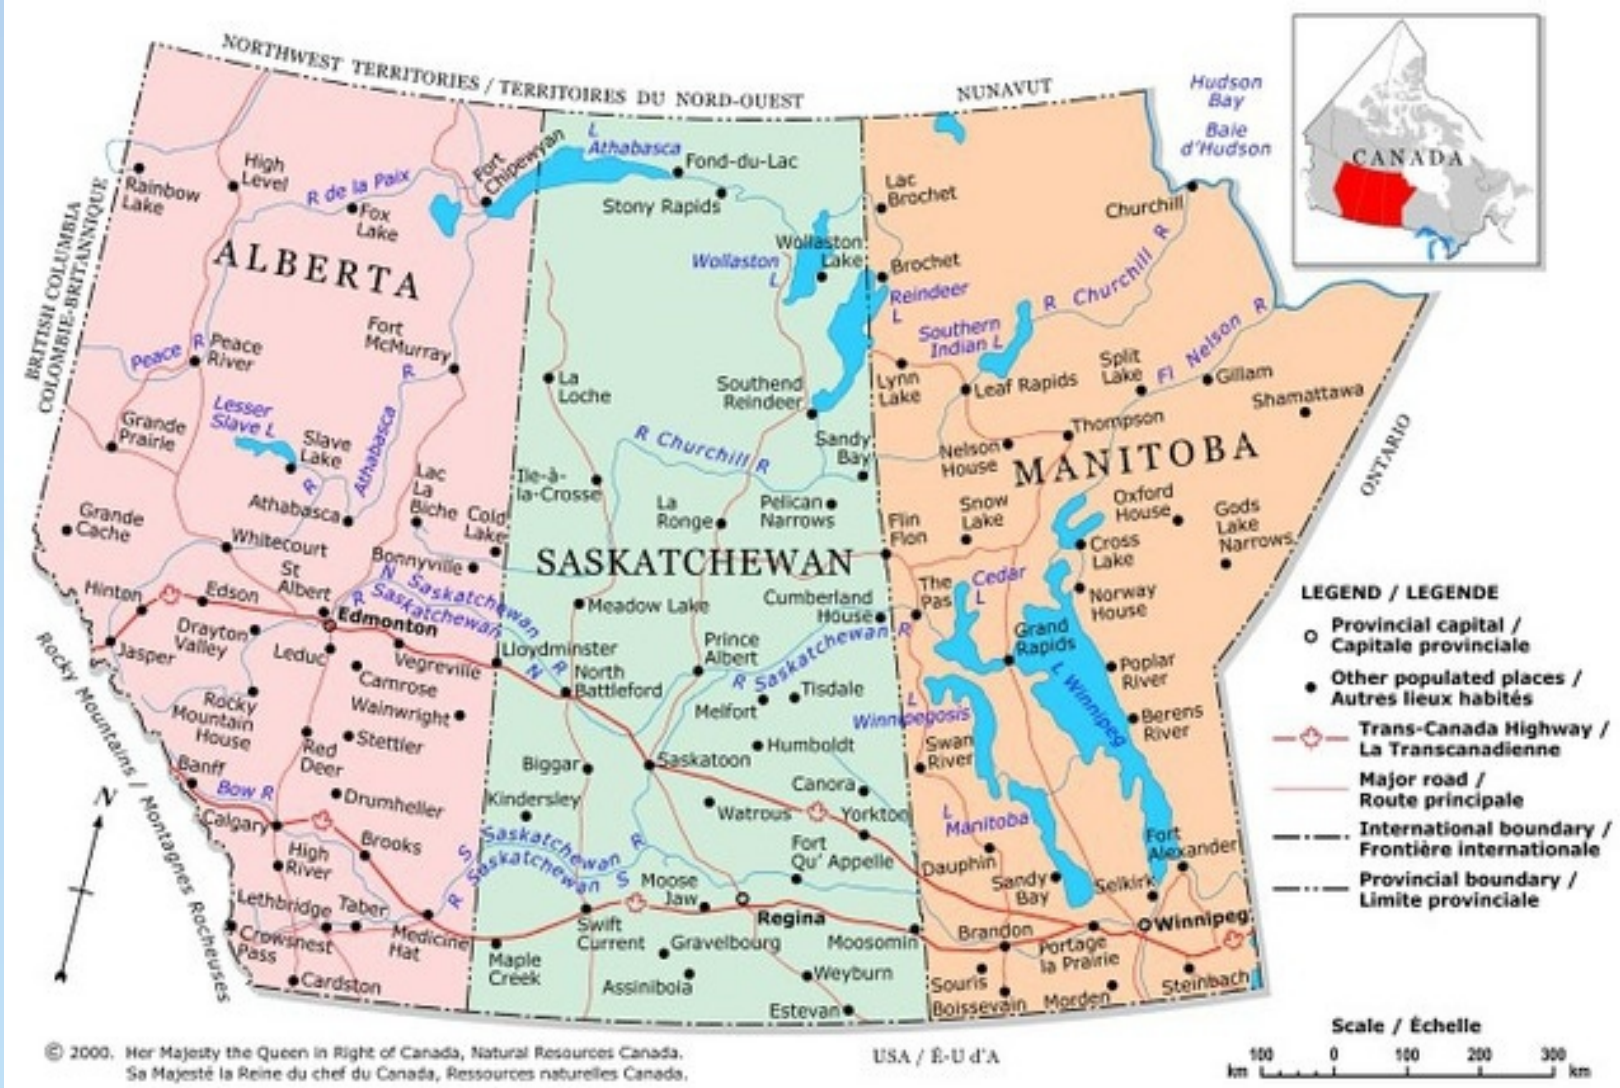 NORTHWEST TERRITORIES / TERRITOIRES DU NORD-OUEST
NUNAVUT
Hudson
Bay
Baie
d'Hudson
CANADA
BRITISH COLUMBIA
COLOMBIE-BRITANNIQUE
ALBERTA
Rainbow
Lake
High
Level
R de la Paix
Fox
Lake
Fort
Chipewyan
Peace R
Peace
River
Fort
McMurray
Grande
Prairie
Lesser
Slave L
Slave
Lake
R
Athabasca
R
Athabasca
Lac
La
Biche
Cold
Lake
Grande
Cache
Whitecourt
Bonnyville
St
Albert
N Saskatchewan
R Saskatchewan
N
R
Hinton
Edson
Edmonton
Drayton
Valley
Leduc
Vegreville
Jasper
Camrose
Rocky
Mountain
House
Wainwright
Red
Deer
Stettler
Banff
Bow R
Drumheller
Calgary
Brooks
High
River
Lethbridge
Taber
Medicine
Hat
Crowsnest
Pass
Cardston
Rocky Mountains / Montagnes Rocheuses
N
L
Athabasca
Fond-du-Lac
Stony Rapids
Wollaston
Lake
Wollaston
L
La
Loche
Southend
Reindeer
R Churchill R
Sandy
Bay
Ile-à-
la-Crosse
La
Ronge
Pelican
Narrows
SASKATCHEWAN
Meadow Lake
Cumberland
House
Lloydminster
North
Battleford
Prince
Albert
R Saskatchewan R
Melfort
Tisdale
Biggar
Saskatoon
Humboldt
Kindersley
Watrous
Canora
Yorkton
S Saskatchewan R
R Saskatchewan S
Fort
Qu' Appelle
Moose
Jaw
Regina
Swift
Current
Gravelbourg
Moosomin
Maple
Creek
Assiniboia
Weyburn
Estevan
Lac
Brochet
Brochet
Reindeer
L
Churchill
R Churchill R
Southern
Indian L
Lynn
Lake
Leaf Rapids
Split
Lake
Fl Nelson R
Gillam
Shamattawa
Thompson
Nelson
House
MANITOBA
ONTARIO
Snow
Lake
Oxford
House
Gods
Lake
Narrows
Flin
Flon
Cross
Lake
The
Pas
Cedar
L
Norway
House
Grand
Rapids
Poplar
River
L Winnipeg
L
Winnipegosis
Berens
River
Swan
River
L
Manitoba
Dauphin
Fort
Alexander
Sandy
Bay
Selkirk
Winnipeg
Brandon
Portage
la Prairie
Souris
Boissevain
Morden
Steinbach
LEGEND / LEGENDE
Provincial capital /
Capitale provinciale
Other populated places /
Autres lieux habités
Trans-Canada Highway /
La Transcanadienne
Major road /
Route principale
International boundary /
Frontière internationale
Provincial boundary /
Limite provinciale
Scale / Échelle
100 0 100 200 300
km km
© 2000. Her Majesty the Queen in Right of Canada, Natural Resources Canada.
Sa Majesté la Reine du chef du Canada, Ressources naturelles Canada.
USA / É-U d'A